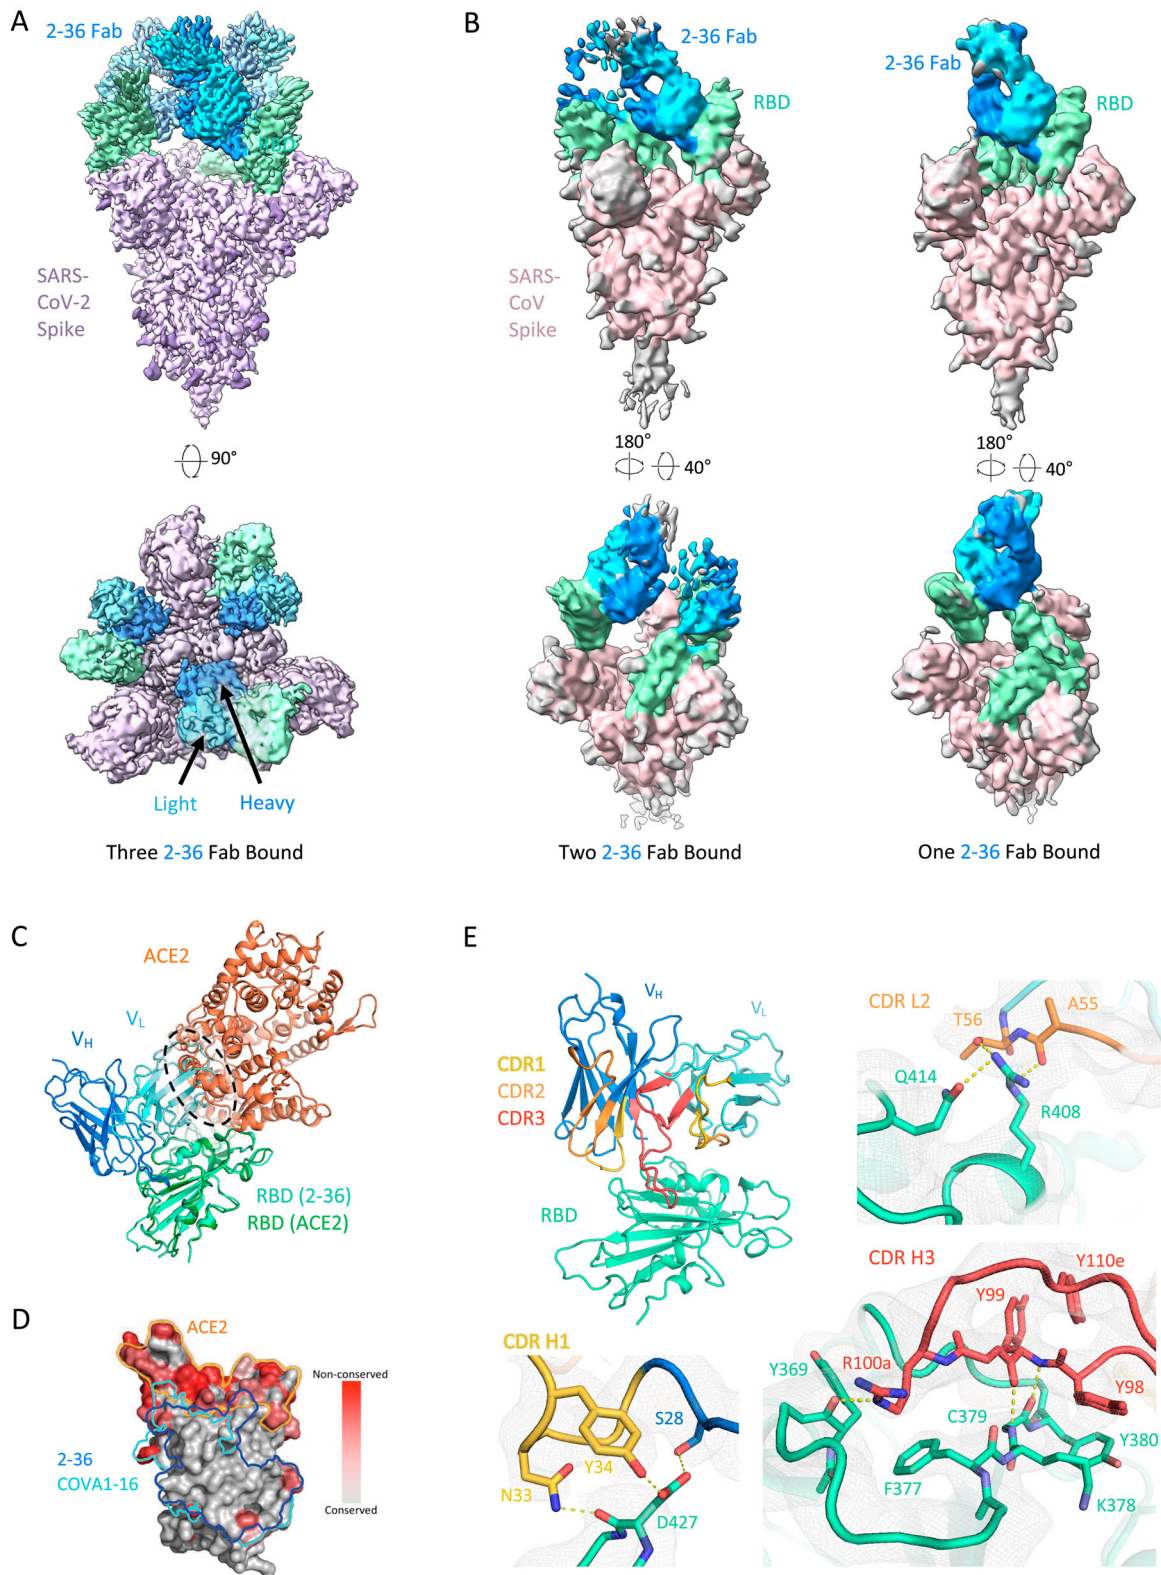 A
2-36 Fab
RBD
SARS-
CoV-2
Spike
90°
Light
Heavy
Three 2-36 Fab Bound
B
2-36 Fab
RBD
2-36 Fab
RBD
SARS-
CoV
Spike
180°
40°
180°
40°
Two 2-36 Fab Bound
One 2-36 Fab Bound
C
ACE2
VL
VH
RBD (2-36)
RBD (ACE2)
D
ACE2
2-36
COVA1-16
Non-conserved
Conserved
E
VH
VL
CDR1
CDR2
CDR3
RBD
CDR L2
A55
T56
Q414
R408
CDR H1
S28
Y34
N33
D427
CDR H3
Y110e
Y99
Y369
R100a
Y98
C379
Y380
F377
K378